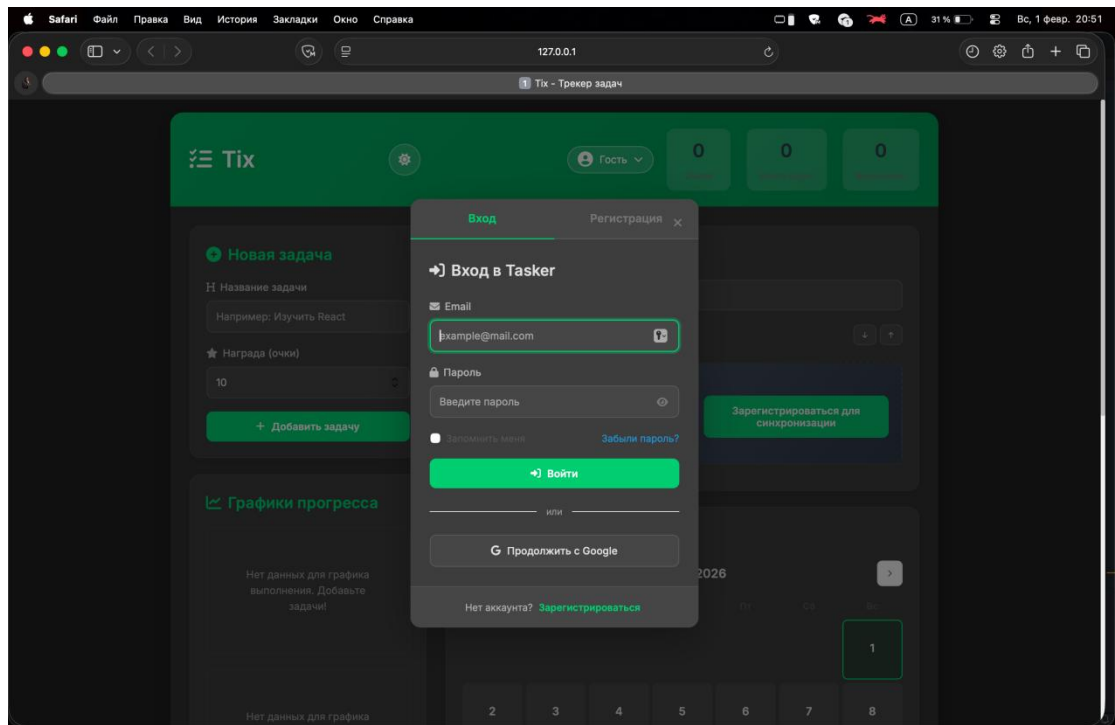 Safari Файл Правка Вид История Закладки Окно Справка
A 31 % Вс, 1 февр. 20:51
127.0.0.1
1 Tix - Трекер задач
Tix
Гость
0
0
0
Вход
Регистрация
Новая задача
Название задачи
Например: Изучить React
Награда (очки)
10
+ Добавить задачу
Вход в Tasker
Email
example@mail.com
Пароль
Введите пароль
Запомнить меня
Забыли пароль?
Войти
или
G Продолжить с Google
Нет аккаунта? Зарегистрироваться
Зарегистрироваться для
синхронизации
Графики прогресса
Нет данных для графика
выполнения. Добавьте
задачи!
Нет данных для графика
2026
Пт Сб Вс
1
2 3 4 5 6 7 8